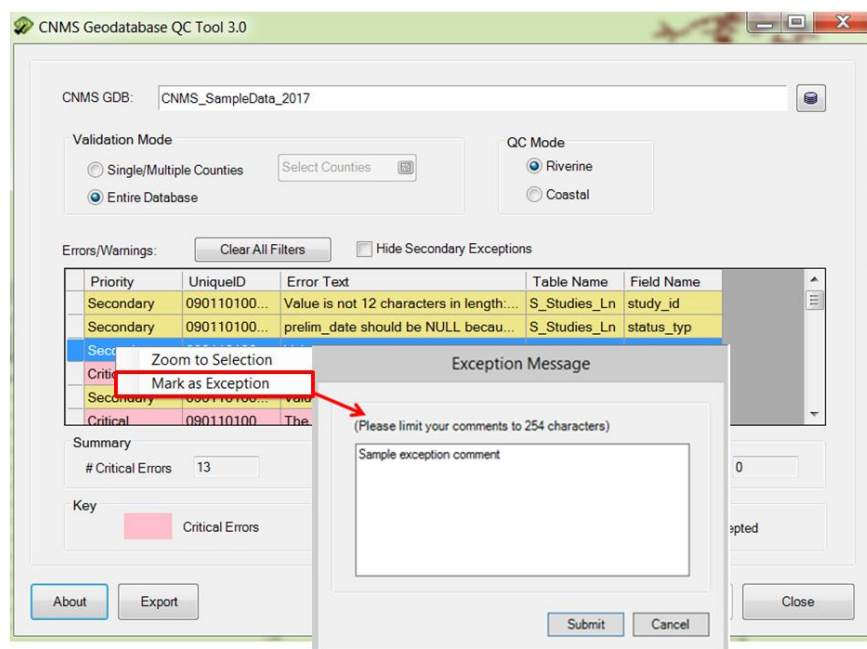 CNMS Geodatabase QC Tool 3.0
X
CNMS GDB: CNMS_SampleData_2017
Validation Mode
QC Mode
Single/Multiple Counties
Select Counties
Riverine
Entire Database
Coastal
Errors/Warnings:
Clear All Filters
Hide Secondary Exceptions
Priority UniqueID Error Text Table Name Field Name
Secondary 090110100... Value is not 12 characters in length:... S_Studies_Ln study_id
Secondary 090110100... prelim_date should be NULL becau... S_Studies_Ln status_typ
Zoom to Selection
Mark as Exception
Critical 090110100 The
Exception Message
(Please limit your comments to 254 characters)
Sample exception comment
Submit Cancel
Summary
# Critical Errors 13
0
Key
Critical Errors
About Export
Close